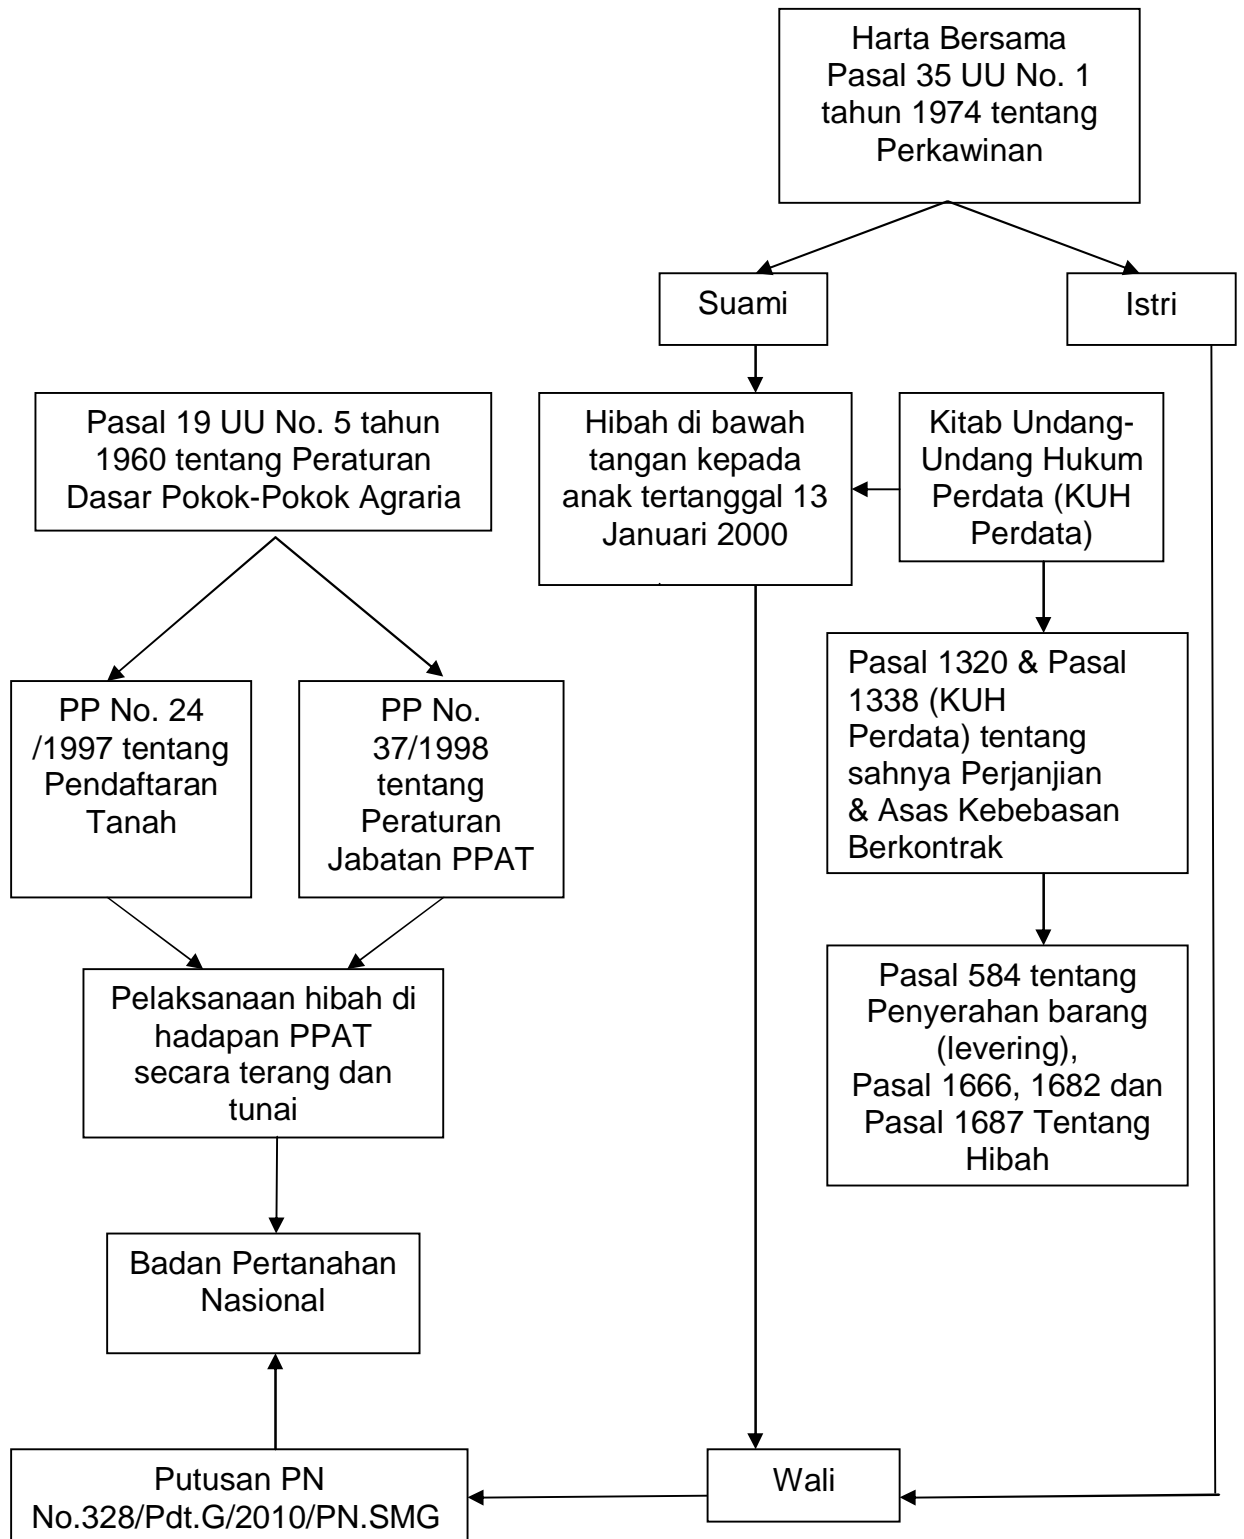 Harta Bersama
Pasal 35 UU No. 1
tahun 1974 tentang
Perkawinan
Suami
Istri
Pasal 19 UU No. 5 tahun
1960 tentang Peraturan
Dasar Pokok-Pokok Agraria
Hibah di bawah
tangan kepada
anak tertanggal 13
Januari 2000
Kitab Undang-
Undang Hukum
Perdata (KUH
Perdata)
PP No. 24
/1997 tentang
Pendaftaran
Tanah
PP No.
37/1998
tentang
Peraturan
Jabatan PPAT
Pasal 1320 & Pasal
1338 (KUH
Perdata) tentang
sahnya Perjanjian
& Asas Kebebasan
Berkontrak
Pelaksanaan hibah di
hadapan PPAT
secara terang dan
tunai
Pasal 584 tentang
Penyerahan barang
(levering),
Pasal 1666, 1682 dan
Pasal 1687 Tentang
Hibah
Badan Pertanahan
Nasional
Putusan PN
No.328/Pdt.G/2010/PN.SMG
Wali